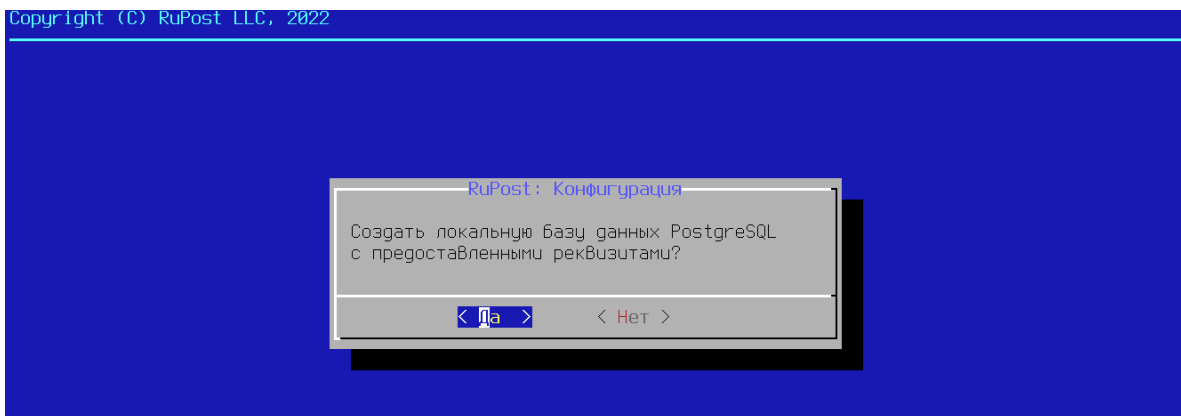 Copyright (C) RuPost LLC, 2022
RuPost: Конфигурация
Создать локальную базу данных PostgreSQL
с предоставленными реквизитами?
< Да > < Нет >